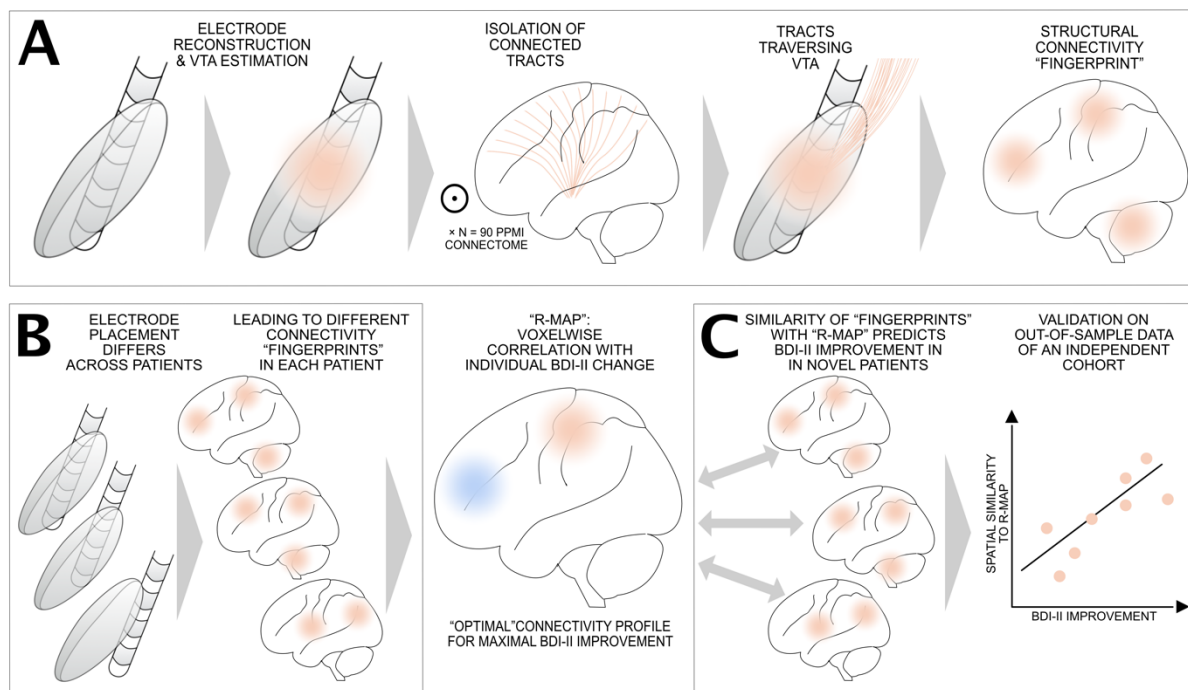 A
ELECTRODE
RECONSTRUCTION
& VTA ESTIMATION
ISOLATION OF
CONNECTED
TRACTS
× N = 90 PPMI
CONNECTOME
TRACTS
TRAVERSING
VTA
STRUCTURAL
CONNECTIVITY
“FINGERPRINT”
B
ELECTRODE
PLACEMENT
DIFFERS
ACROSS PATIENTS
LEADING TO DIFFERENT
CONNECTIVITY
“FINGERPRINTS”
IN EACH PATIENT
“R-MAP”:
VOXELWISE
CORRELATION WITH
INDIVIDUAL BDI-II CHANGE
“OPTIMAL”CONNECTIVITY PROFILE
FOR MAXIMAL BDI-II IMPROVEMENT
C
SIMILARITY OF “FINGERPRINTS”
WITH “R-MAP” PREDICTS
BDI-II IMPROVEMENT IN
IN NOVEL PATIENTS
VALIDATION ON
OUT-OF-SAMPLE DATA
OF AN INDEPENDENT
COHORT
SPATIAL SIMILARITY
TO R-MAP
BDI-II IMPROVEMENT